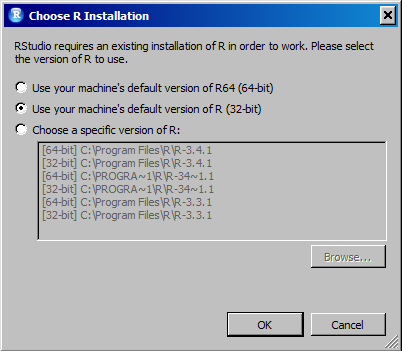 Choose R Installation
RStudio requires an existing installation of R in order to work. Please select
the version of R to use.
Use your machine's default version of R64 (64-bit)
Use your machine's default version of R (32-bit)
Choose a specific version of R:
[64-bit] C:\Program Files\R\R-3.4.1
[32-bit] C:\Program Files\R\R-3.4.1
[64-bit] C:\PROGRA~1\R\R-34~1.1
[32-bit] C:\PROGRA~1\R\R-34~1.1
[64-bit] C:\Program Files\R\R-3.3.1
[32-bit] C:\Program Files\R\R-3.3.1
Browse...
OK Cancel